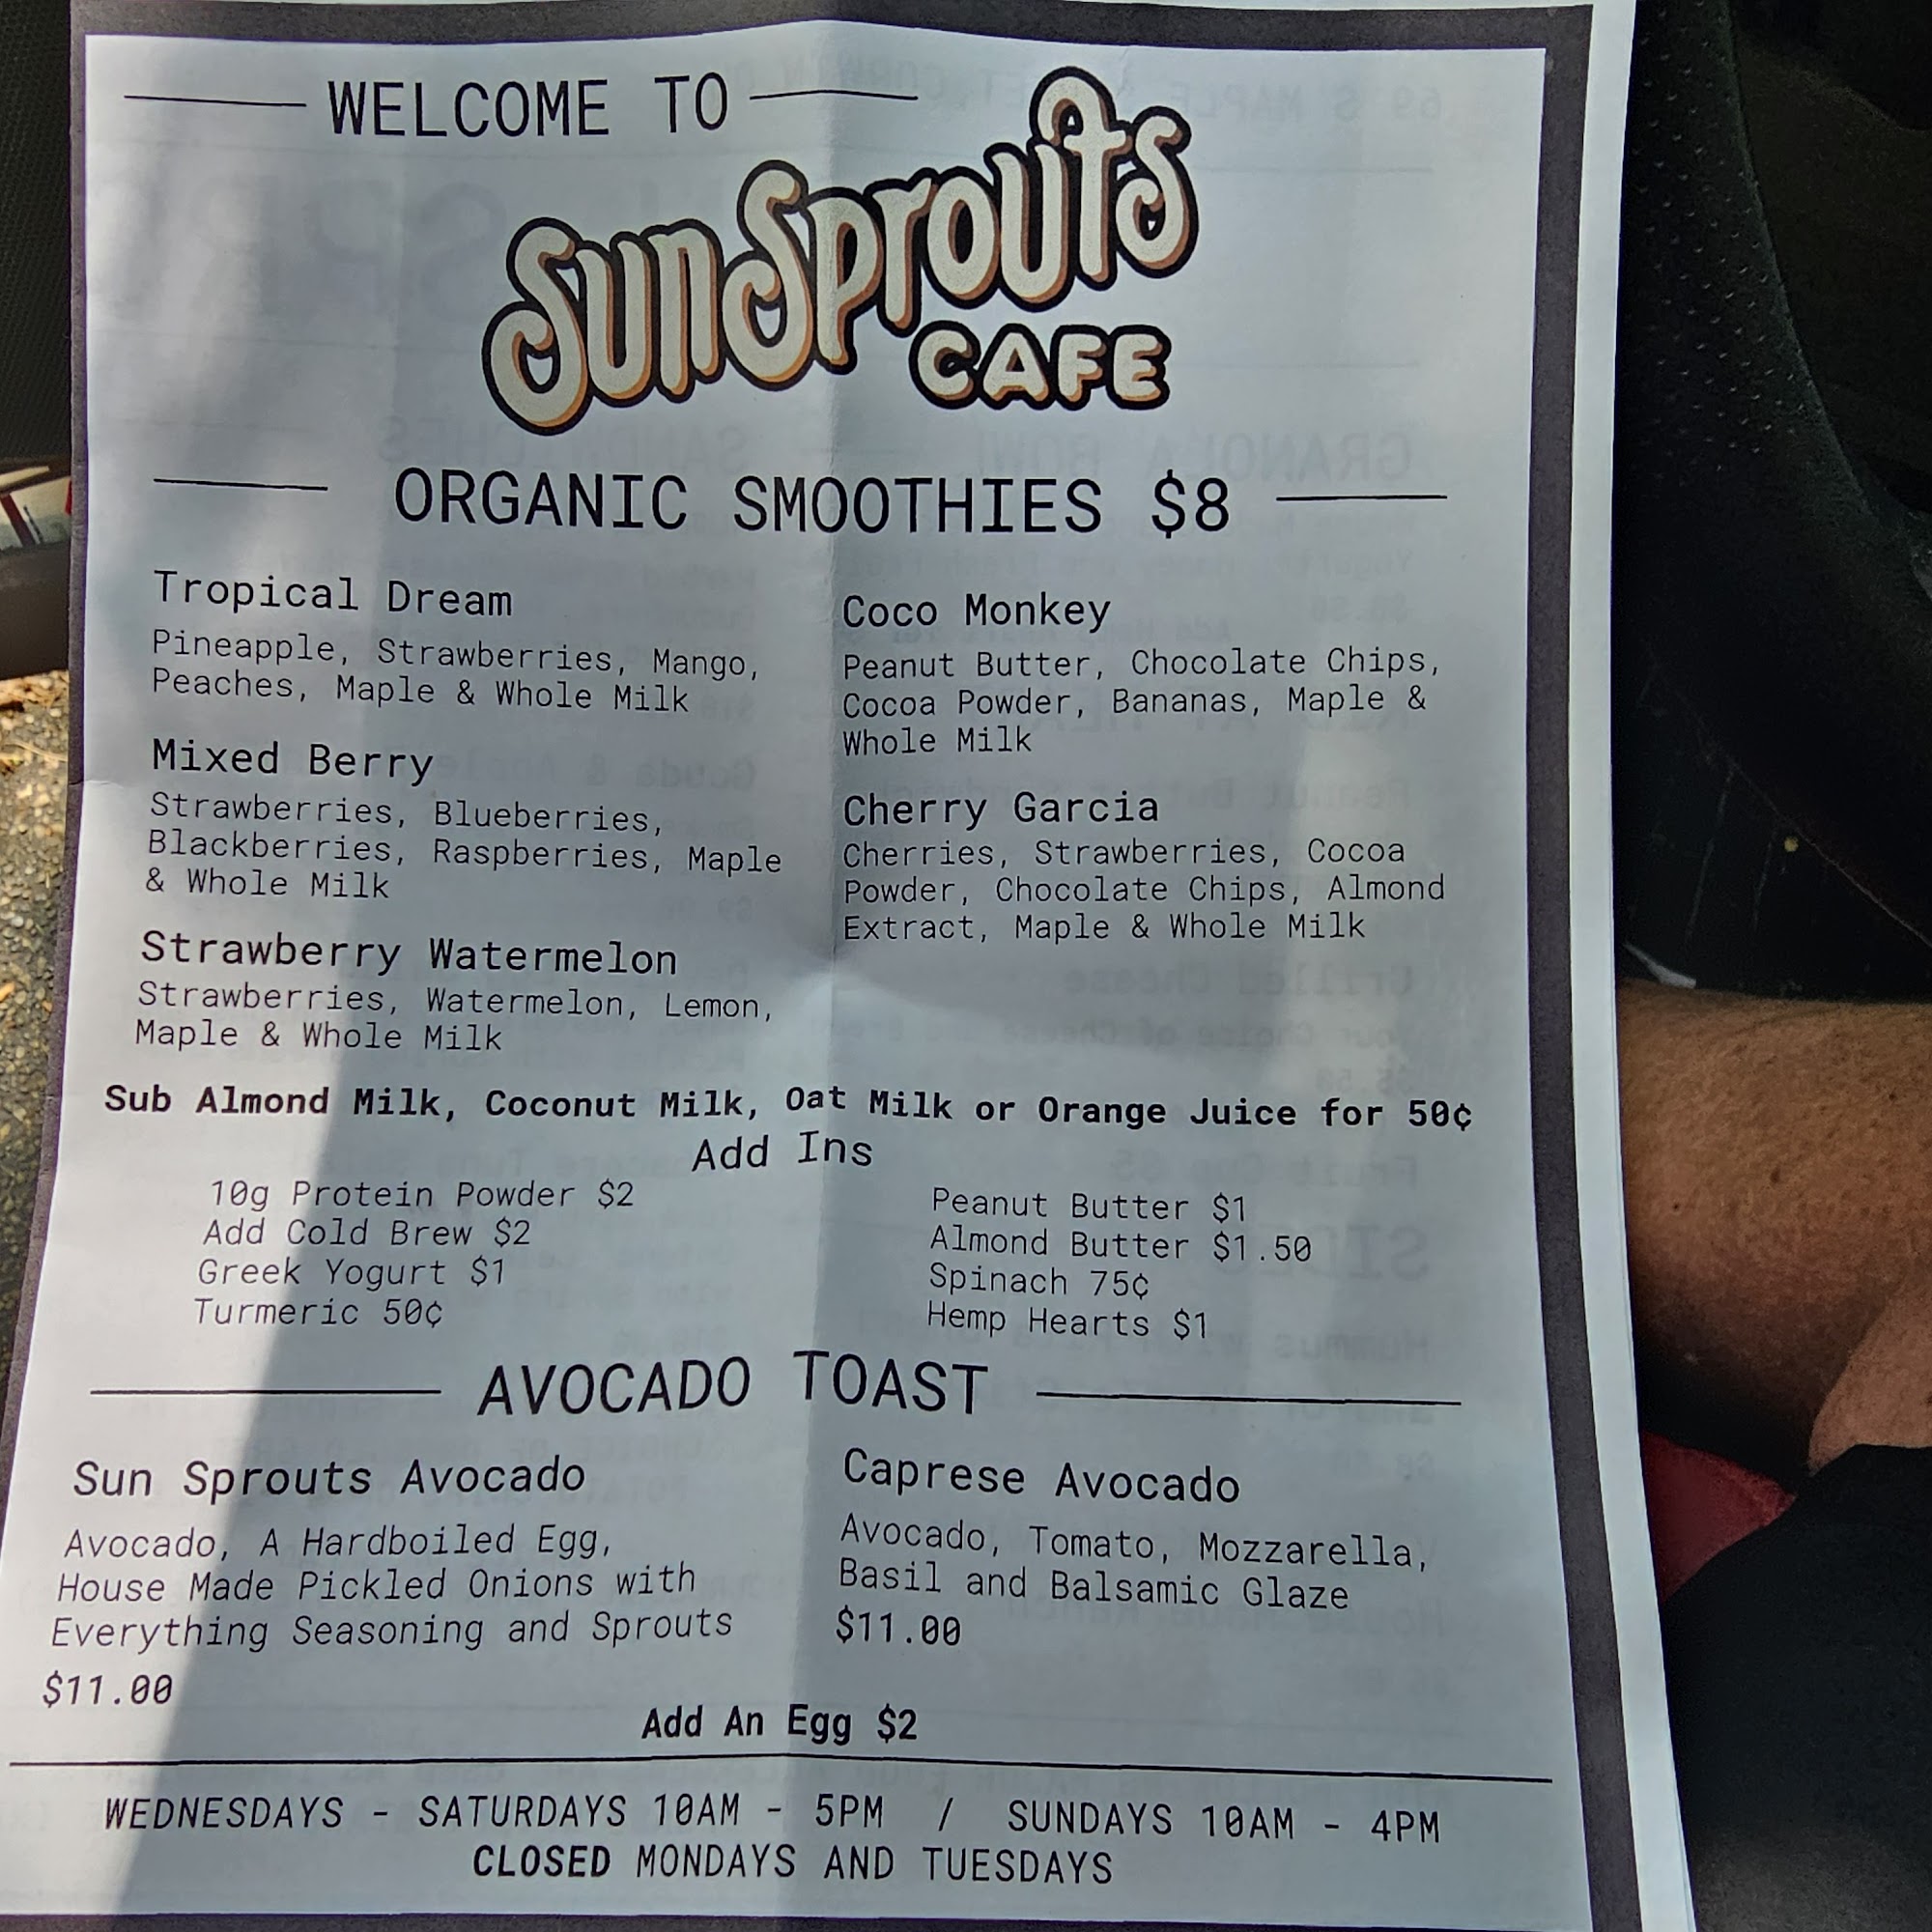 WELCOME TO
SunSprouts
CAFE
ORGANIC SMOOTHIES $8
Tropical Dream
Pineapple, Strawberries, Mango,
Peaches, Maple & Whole Milk
Mixed Berry
Strawberries, Blueberries,
Blackberries, Raspberries, Maple
& Whole Milk
Strawberry Watermelon
Strawberries, Watermelon, Lemon,
Maple & Whole Milk
Coco Monkey
Peanut Butter, Chocolate Chips,
Cocoa Powder, Bananas, Maple &
Whole Milk
Cherry Garcia
Cherries, Strawberries, Cocoa
Powder, Chocolate Chips, Almond
Extract, Maple & Whole Milk
Sub Almond Milk, Coconut Milk, Oat Milk or Orange Juice for 50¢
Add Ins
10g Protein Powder $2
Add Cold Brew $2
Greek Yogurt $1
Turmeric 50¢
Peanut Butter $1
Almond Butter $1.50
Spinach 75¢
Hemp Hearts $1
AVOCADO TOAST
Sun Sprouts Avocado
Avocado, A Hardboiled Egg,
House Made Pickled Onions with
Everything Seasoning and Sprouts
$11.00
Caprese Avocado
Avocado, Tomato, Mozzarella,
Basil and Balsamic Glaze
$11.00
Add An Egg $2
WEDNESDAYS - SATURDAYS 10AM - 5PM / SUNDAYS 10AM - 4PM
CLOSED MONDAYS AND TUESDAYS